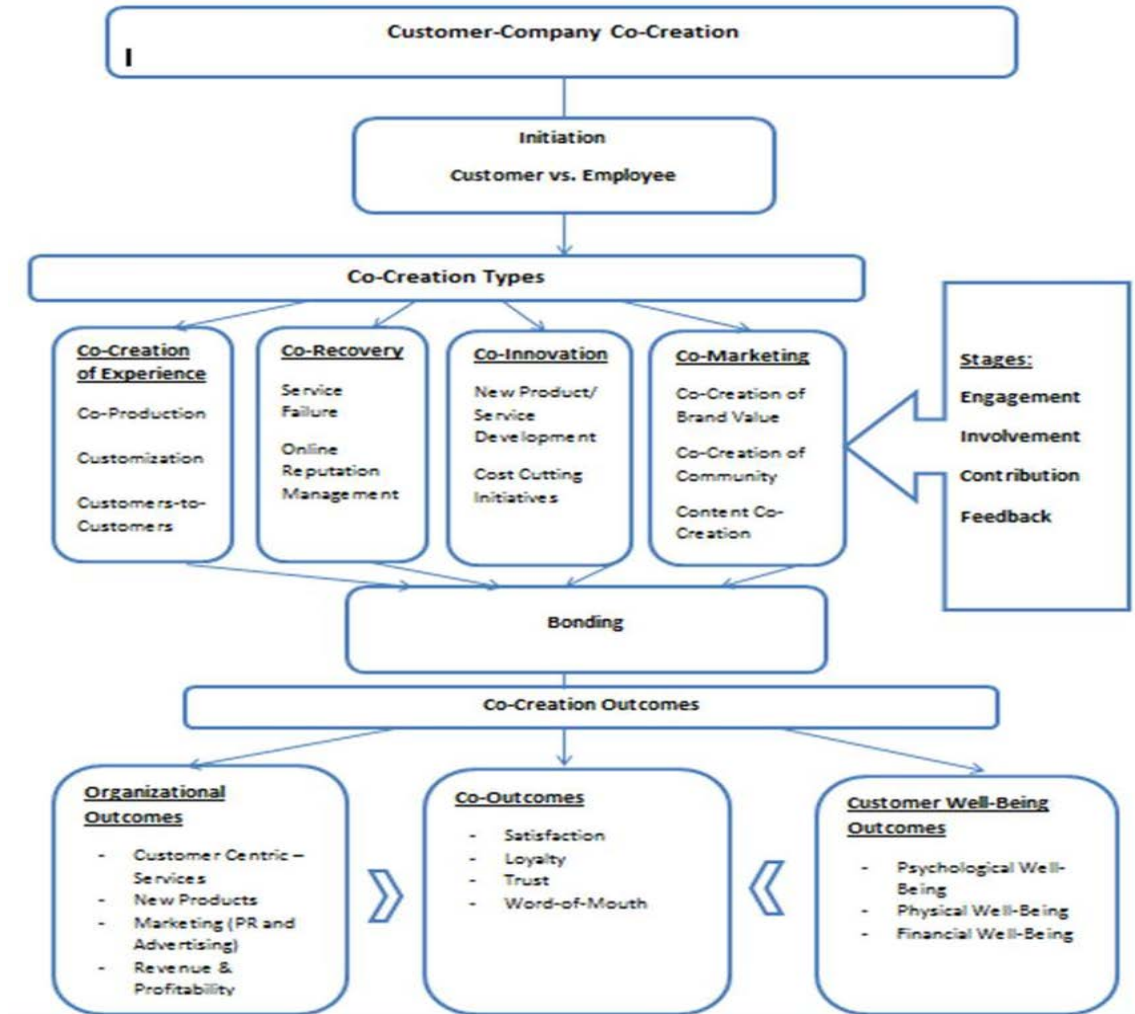 Customer-Company Co-Creation
I
Initiation
Customer vs. Employee
Co-Creation Types
Co-Creation
of Experience
Co-Production
Customization
Customers-to-
Customers
Co-Recovery
Service
Failure
Online
Reputation
Management
Co-Innovation
New Product/
Service
Development
Cost Cutting
Initiatives
Co-Marketing
Co-Creation of
Brand Value
Co-Creation of
Community
Content Co-
Creation
Stages:
Engagement
Involvement
Contribution
Feedback
Bonding
Co-Creation Outcomes
Organizational
Outcomes
- Customer Centric –
Services
- New Products
- Marketing (PR and
Advertising)
- Revenue &
Profitability
Co-Outcomes
- Satisfaction
- Loyalty
- Trust
- Word-of-Mouth
Customer Well-Being
Outcomes
- Psychological Well-
Being
- Physical Well-Being
- Financial Well-Being